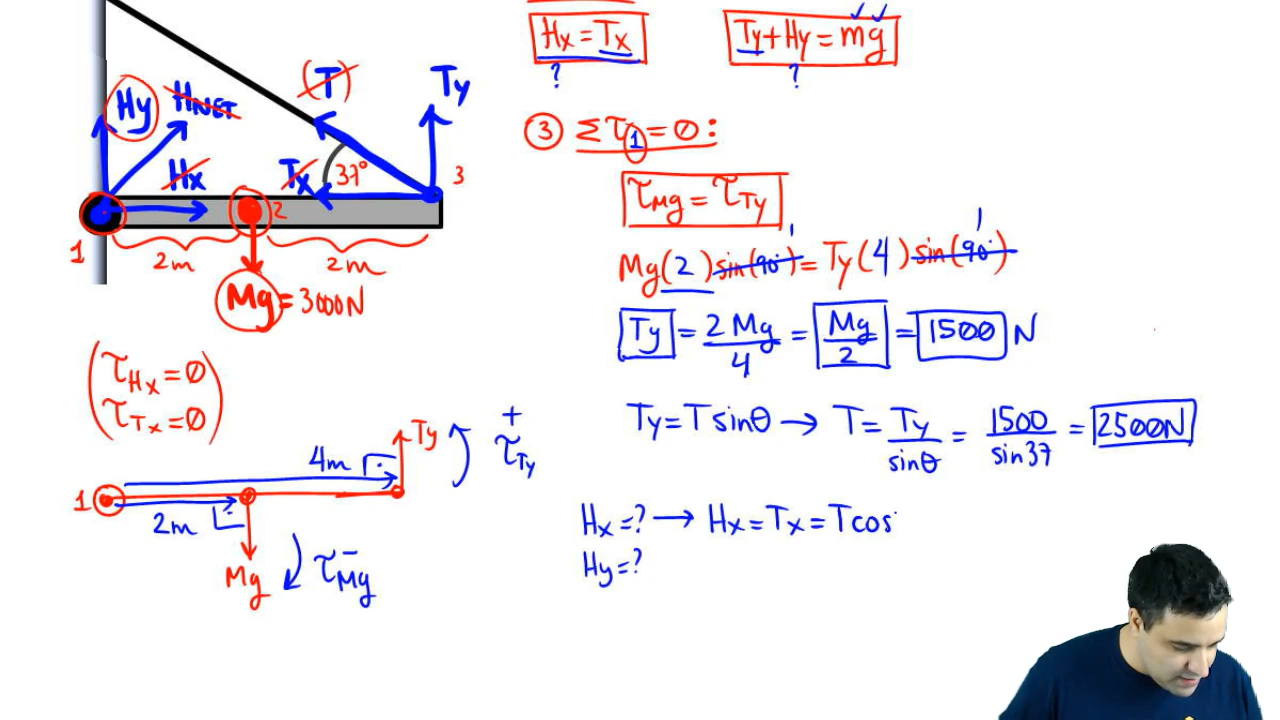 Hx = Tx
?
Ty + Hy = mg
?
Hy
HNET
(T)
Ty
Hx
Tx
37°
3
1
2
2m
2m
Mg = 3000N
③ Στ1 = 0 :
τMg = τTy
Mg(2) sin(90°) = Ty(4) sin(90°)
1
1
Ty = 2Mg/4 = Mg/2 = 1500 N
Ty = T sinθ → T = Ty/sinθ = 1500/sin37 = 2500N
Hx = ? → Hx = Tx = T cos
Hy = ?
(τHx = 0
τTx = 0)
1
4m
Ty
+
τTy
2m
Mg
τMg −